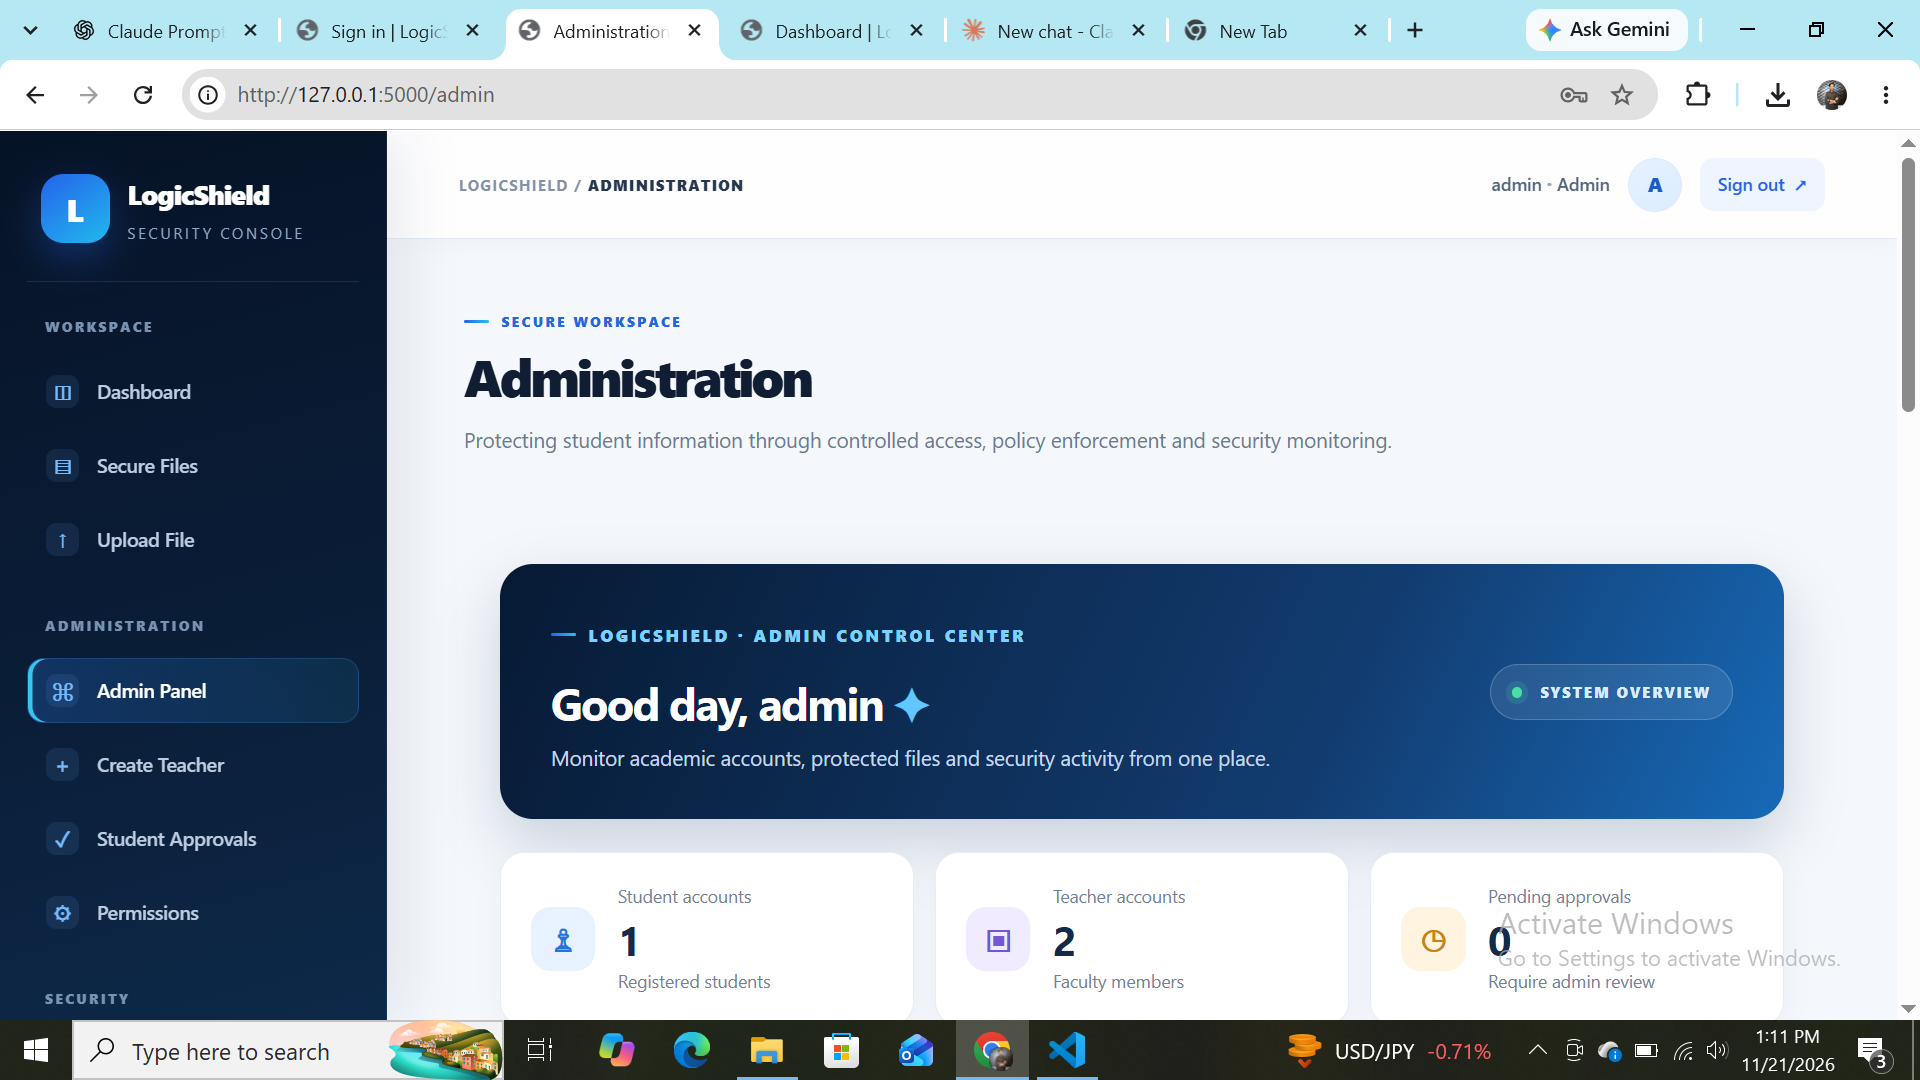 Claude Prompt
Sign in | LogicS
Administration
Dashboard | Lo
New chat - Cla
New Tab
Ask Gemini
http://127.0.0.1:5000/admin
L
LogicShield
SECURITY CONSOLE
WORKSPACE
Dashboard
Secure Files
Upload File
ADMINISTRATION
Admin Panel
Create Teacher
Student Approvals
Permissions
SECURITY
LOGICSHIELD / ADMINISTRATION
admin · Admin
A
Sign out ↗
SECURE WORKSPACE
Administration
Protecting student information through controlled access, policy enforcement and security monitoring.
LOGICSHIELD · ADMIN CONTROL CENTER
Good day, admin ✦
Monitor academic accounts, protected files and security activity from one place.
SYSTEM OVERVIEW
Student accounts
1
Registered students
Teacher accounts
2
Faculty members
Pending approvals
0
Require admin review
Activate Windows
Go to Settings to activate Windows.
Type here to search
USD/JPY -0.71%
1:11 PM
11/21/2026
3